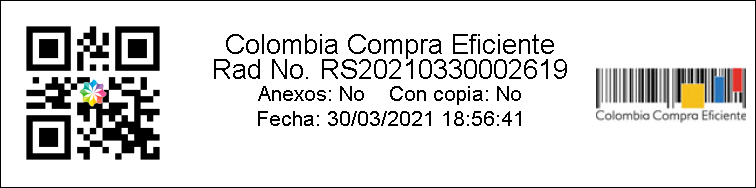 Colombia Compra Eficiente
Rad No. RS20210330002619
Anexos: No    Con copia: No
Fecha: 30/03/2021 18:56:41
Colombia Compra Eficiente